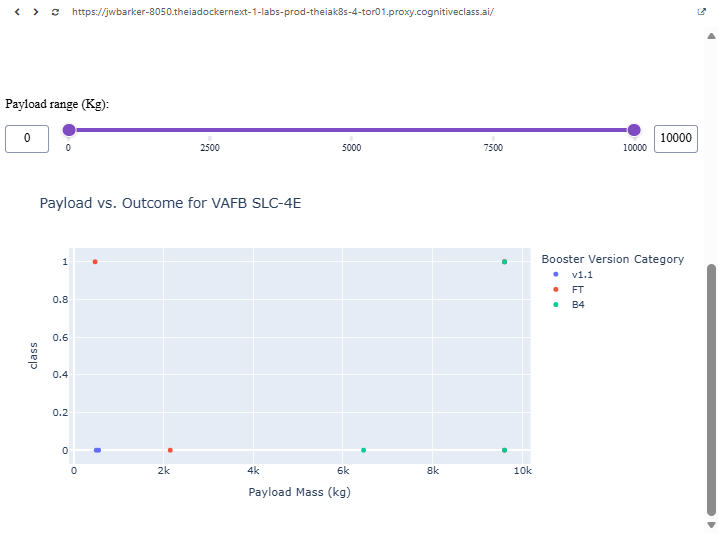 https://jwbarker-8050.theiadockernext-1-labs-prod-theiak8s-4-tor01.proxy.cognitiveclass.ai/
Payload range (Kg):
0
10000
0 2500 5000 7500 10000
Payload vs. Outcome for VAFB SLC-4E
Booster Version Category
v1.1
FT
B4
class
1
0.8
0.6
0.4
0.2
0
0 2k 4k 6k 8k 10k
Payload Mass (kg)